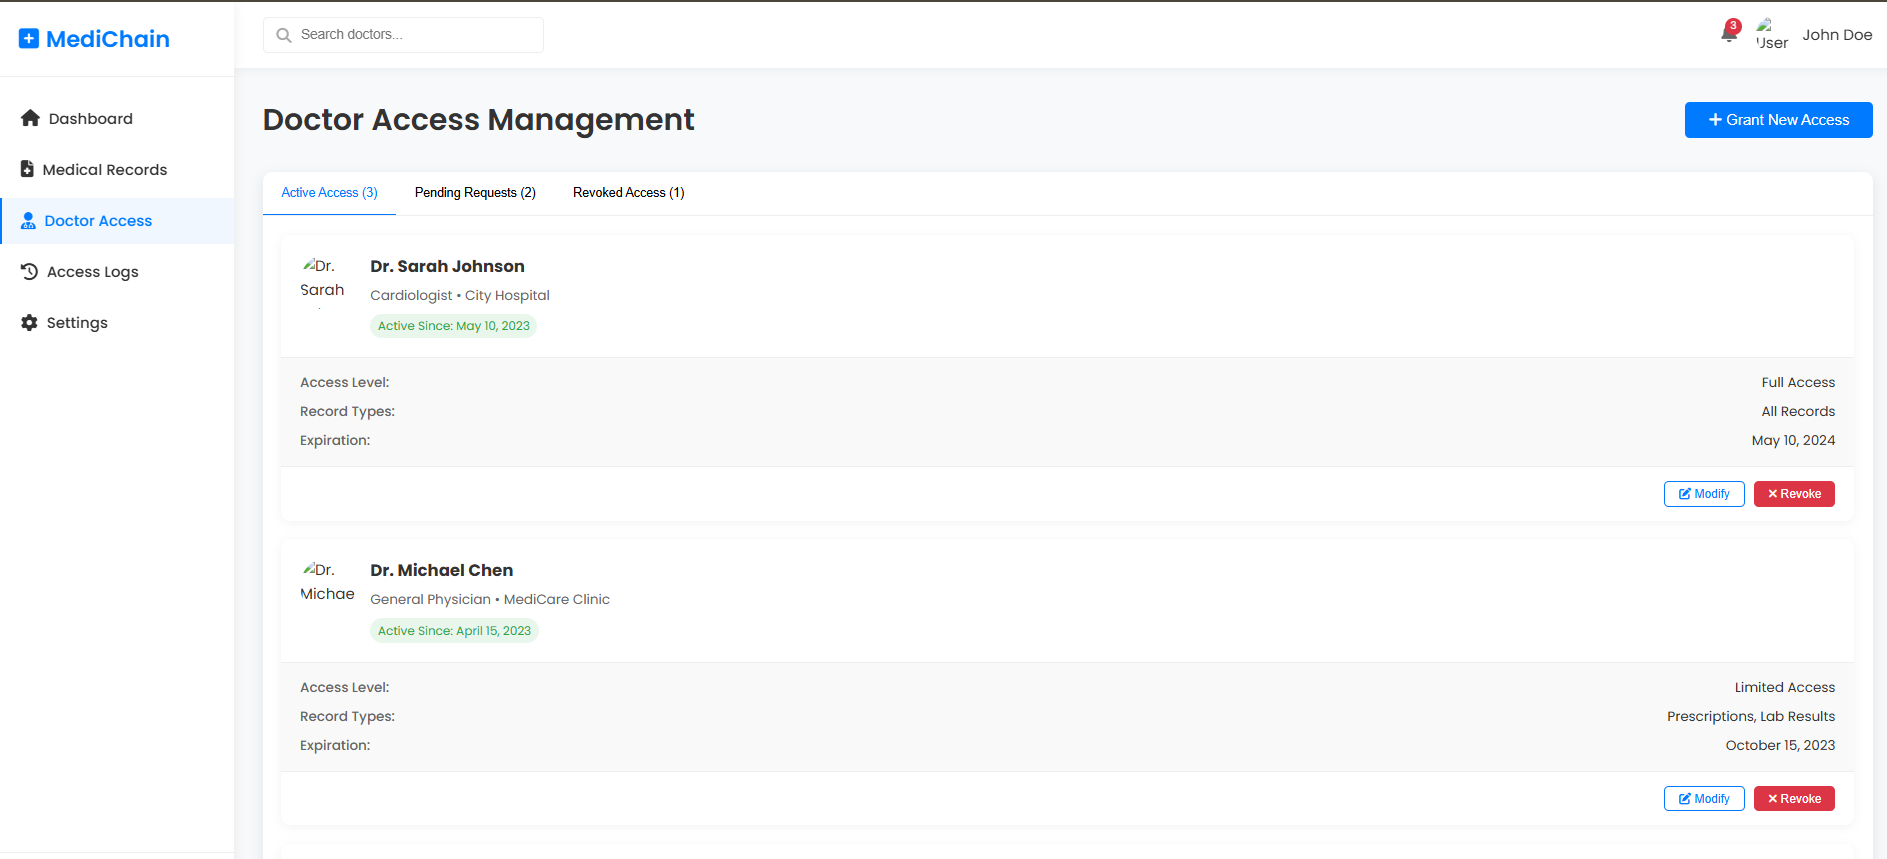 MediChain
Search doctors...
3
User
John Doe
Dashboard
Medical Records
Doctor Access
Access Logs
Settings
Doctor Access Management
+ Grant New Access
Active Access (3)
Pending Requests (2)
Revoked Access (1)
Dr.
Sarah
Dr. Sarah Johnson
Cardiologist • City Hospital
Active Since: May 10, 2023
Access Level: Full Access
Record Types: All Records
Expiration: May 10, 2024
Modify
Revoke
Dr.
Michae
Dr. Michael Chen
General Physician • MediCare Clinic
Active Since: April 15, 2023
Access Level: Limited Access
Record Types: Prescriptions, Lab Results
Expiration: October 15, 2023
Modify
Revoke